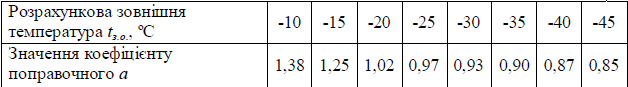 Розрахункова зовнішня
температура tз.о., °С
-10 -15 -20 -25 -30 -35 -40 -45
Значення коефіцієнту
поправочного a
1,38 1,25 1,02 0,97 0,93 0,90 0,87 0,85